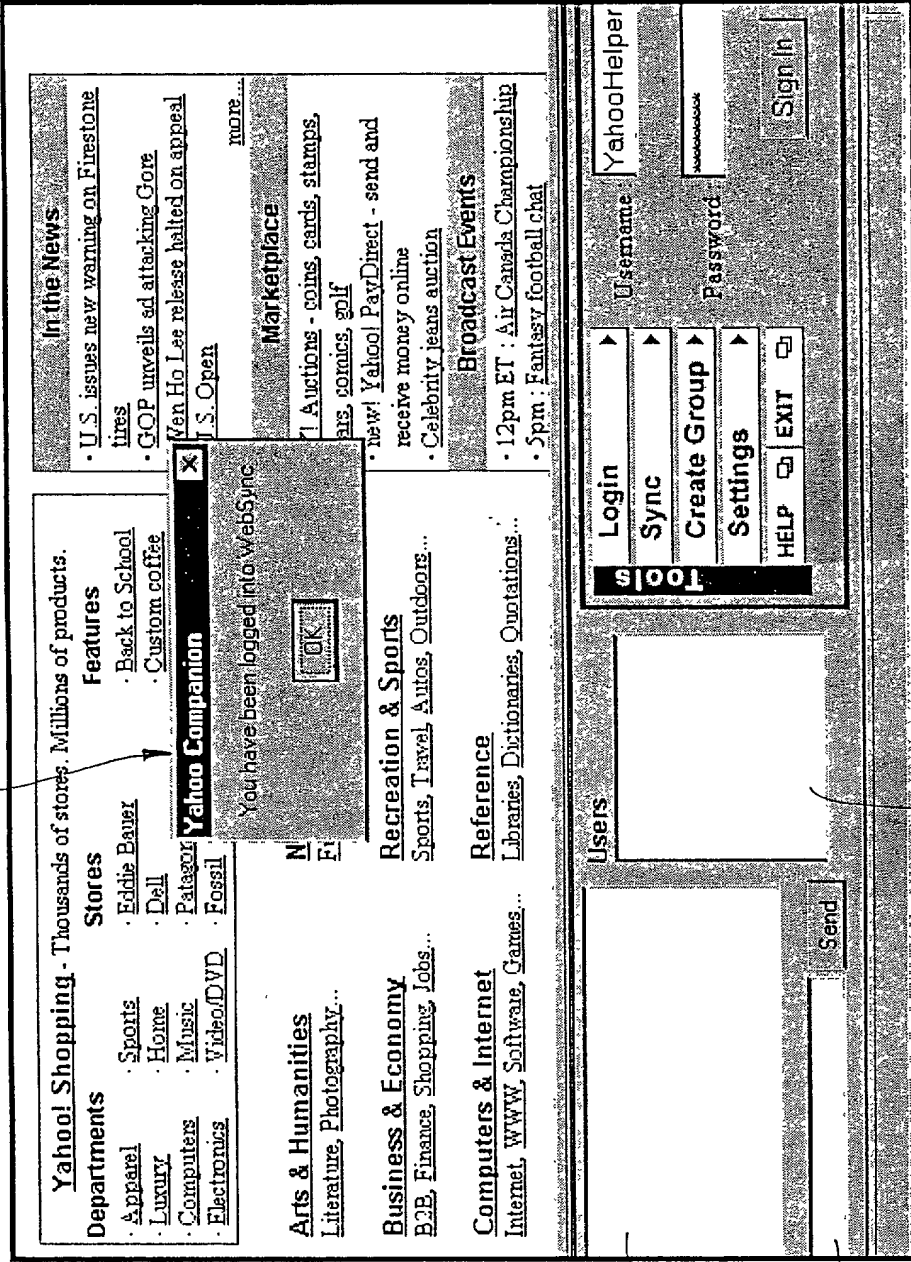 Yahoo! Shopping - Thousands of stores. Millions of products.
Departments
· Apparel
· Luxury
· Computers
· Electronics
· Sports
· Home
· Music
· Video/DVD
Stores
· Eddie Bauer
· Dell
· Patagon
· Fossil
Features
· Back to School
· Custom coffee
In the News
· U.S. issues new warning on Firestone
tires
· GOP unveils ad attacking Gore
Wen Ho Lee release halted on appeal
U.S. Open
more...
Yahoo Companion
You have been logged into WebSync
OK
Marketplace
Y! Auctions - coins, cards, stamps,
ars, comics, golf
· new! Yahoo! PayDirect - send and
receive money online
· Celebrity jeans auction
Broadcast Events
· 12pm ET : Air Canada Championship
· 5pm : Fantasy football chat
Arts & Humanities
Literature, Photography...
N
Business & Economy
B2B, Finance, Shopping, Jobs...
Recreation & Sports
Sports, Travel, Autos, Outdoors...
Computers & Internet
Internet, WWW, Software, Games...
Reference
Libraries, Dictionaries, Quotations...
Users
Send
Tools
Login
Sync
Create Group
Settings
HELP
EXIT
Username
YahooHelper
Password
xxxxxxxxxx
Sign In